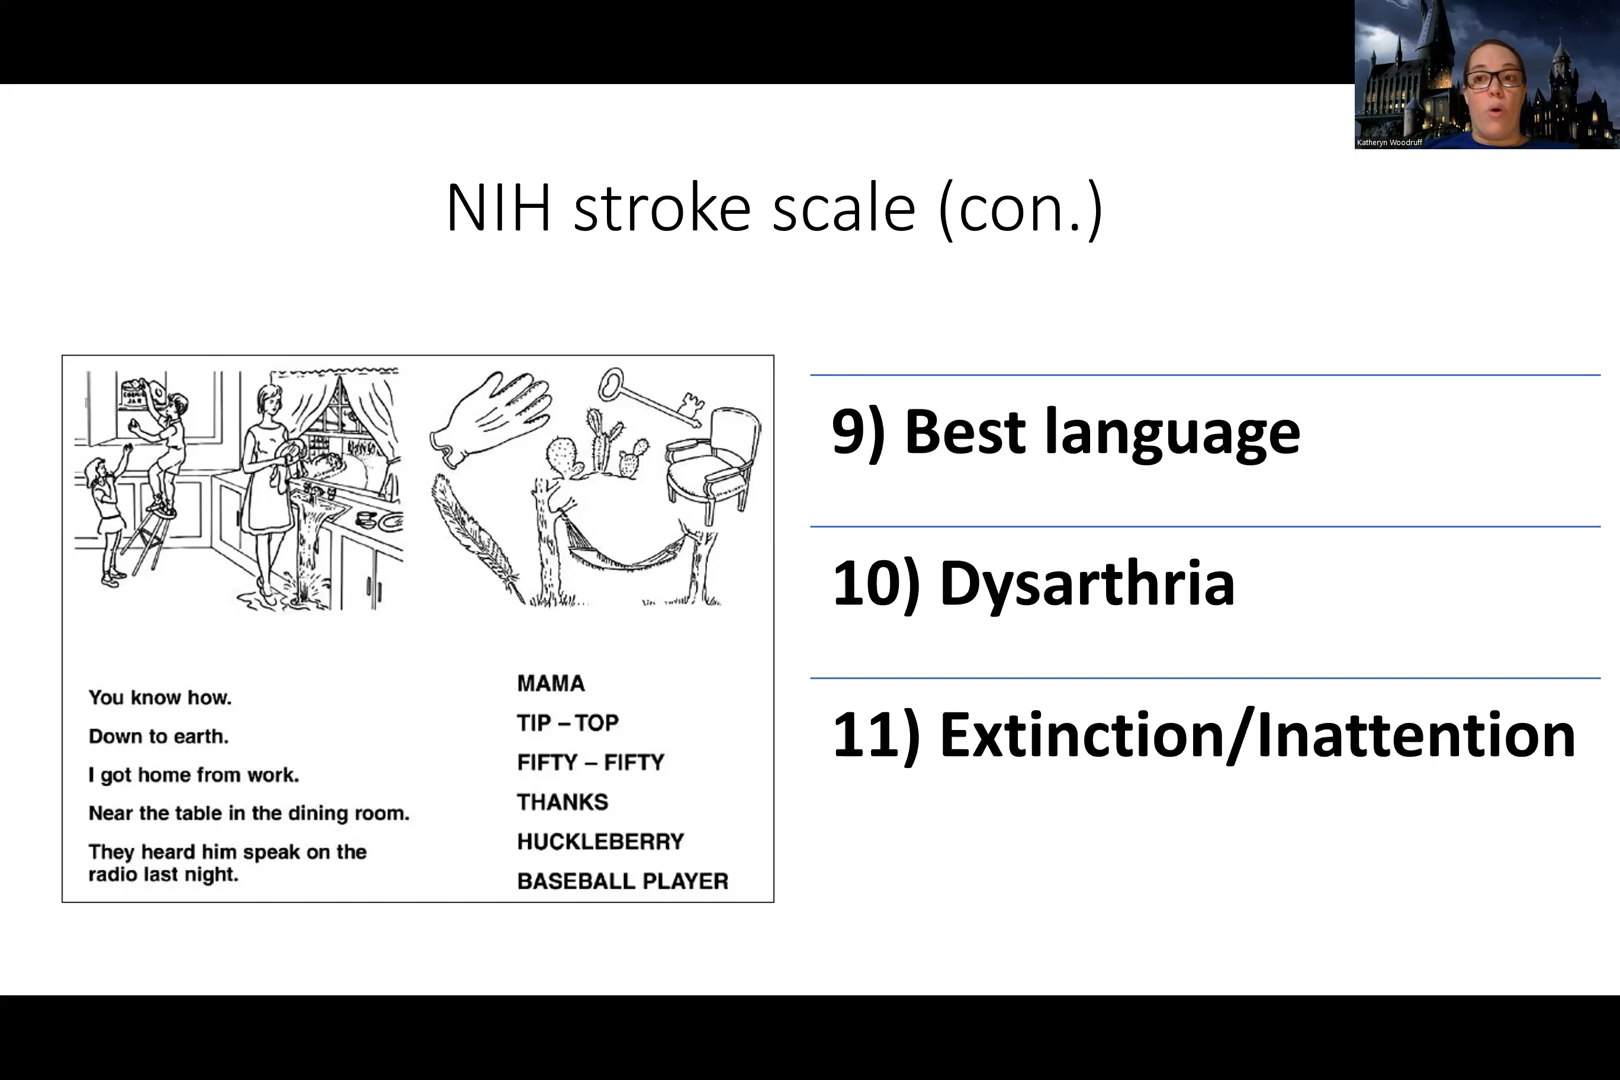 Katheryn Woodruff
NIH stroke scale (con.)
COOKIE
JAR
You know how.
Down to earth.
I got home from work.
Near the table in the dining room.
They heard him speak on the
radio last night.
MAMA
TIP – TOP
FIFTY – FIFTY
THANKS
HUCKLEBERRY
BASEBALL PLAYER
9) Best language
10) Dysarthria
11) Extinction/Inattention